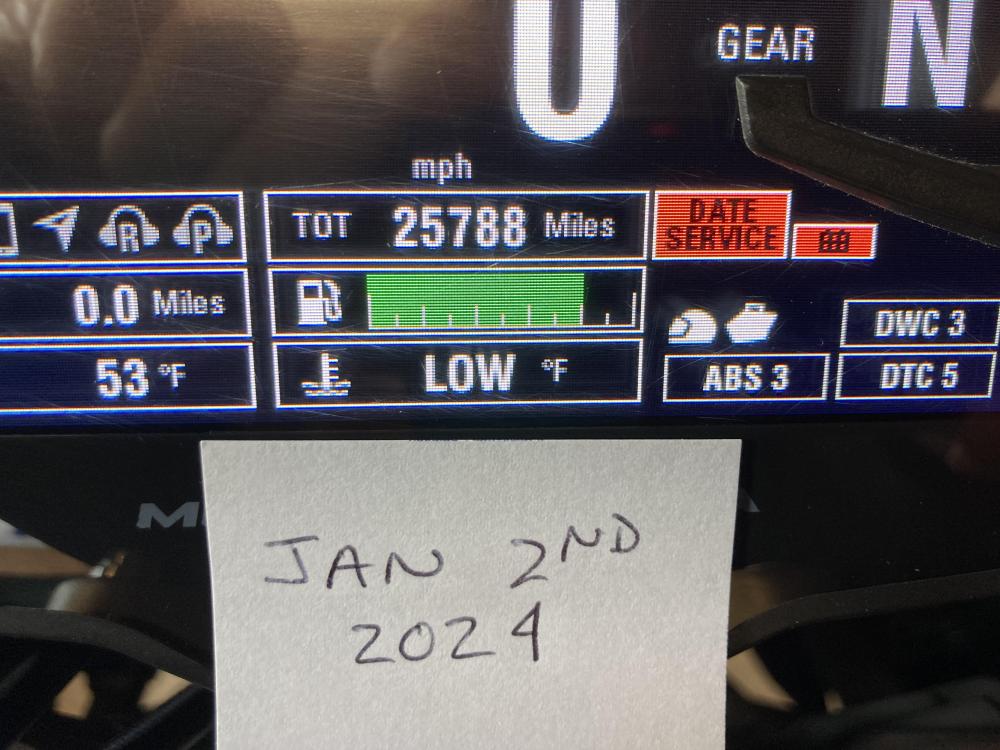 0 N
GEAR
mph
R P
TOT 25788 Miles
DATE
SERVICE
0.0 Miles
DWC 3
53 °F
LOW °F
ABS 3
DTC 5
JAN 2ND
2024